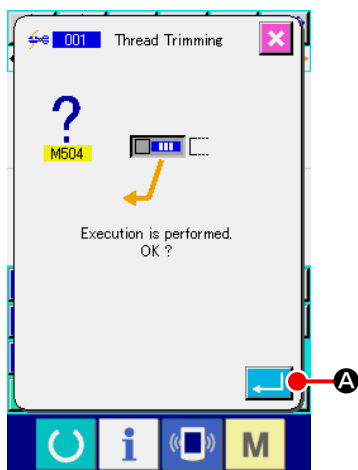 001 Thread Trimming
?
M504
Execution is performed.
OK ?
A
i M